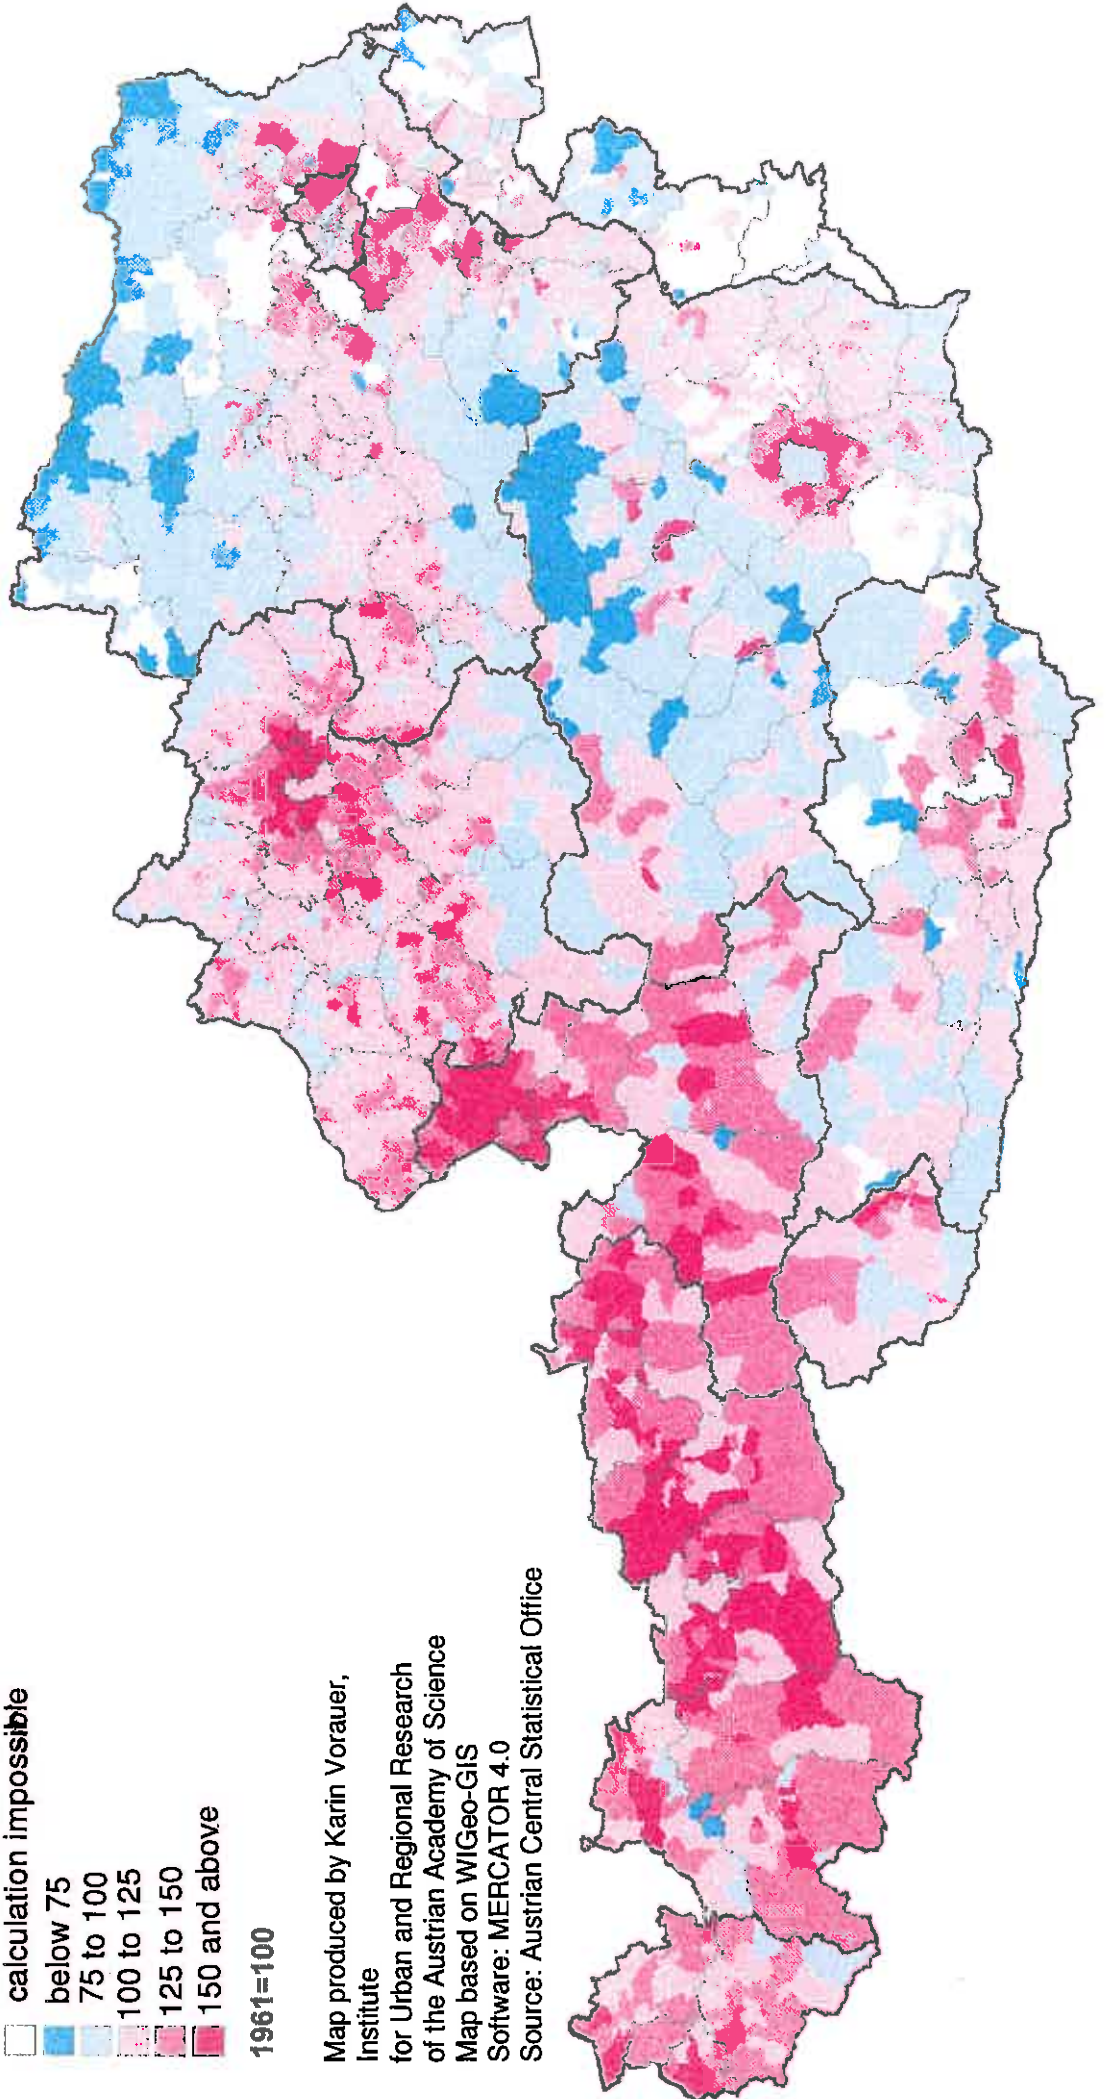 calculation impossible
below 75
75 to 100
100 to 125
125 to 150
150 and above
1961=100
Map produced by Karin Vorauer,
Institute
for Urban and Regional Research
of the Austrian Academy of Science
Map based on WIGeo-GIS
Software: MERCATOR 4.0
Source: Austrian Central Statistical Office